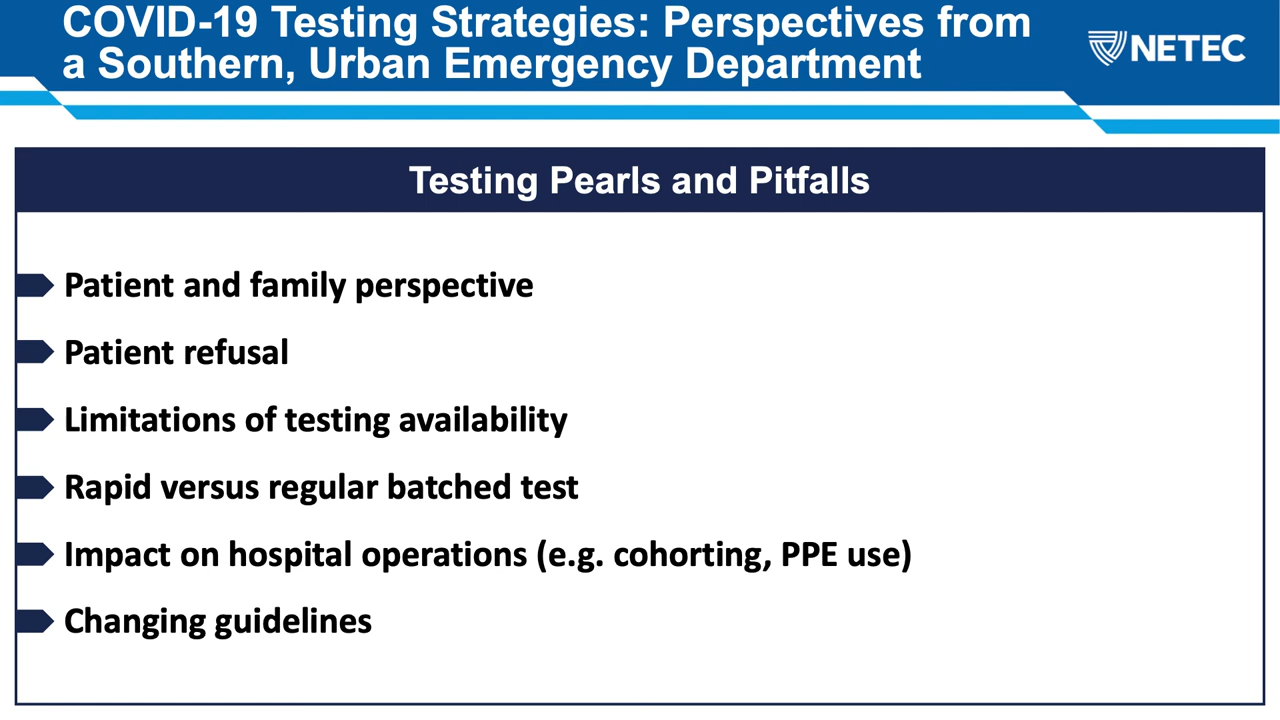 COVID-19 Testing Strategies: Perspectives from
a Southern, Urban Emergency Department
NETEC
Testing Pearls and Pitfalls
Patient and family perspective
Patient refusal
Limitations of testing availability
Rapid versus regular batched test
Impact on hospital operations (e.g. cohorting, PPE use)
Changing guidelines